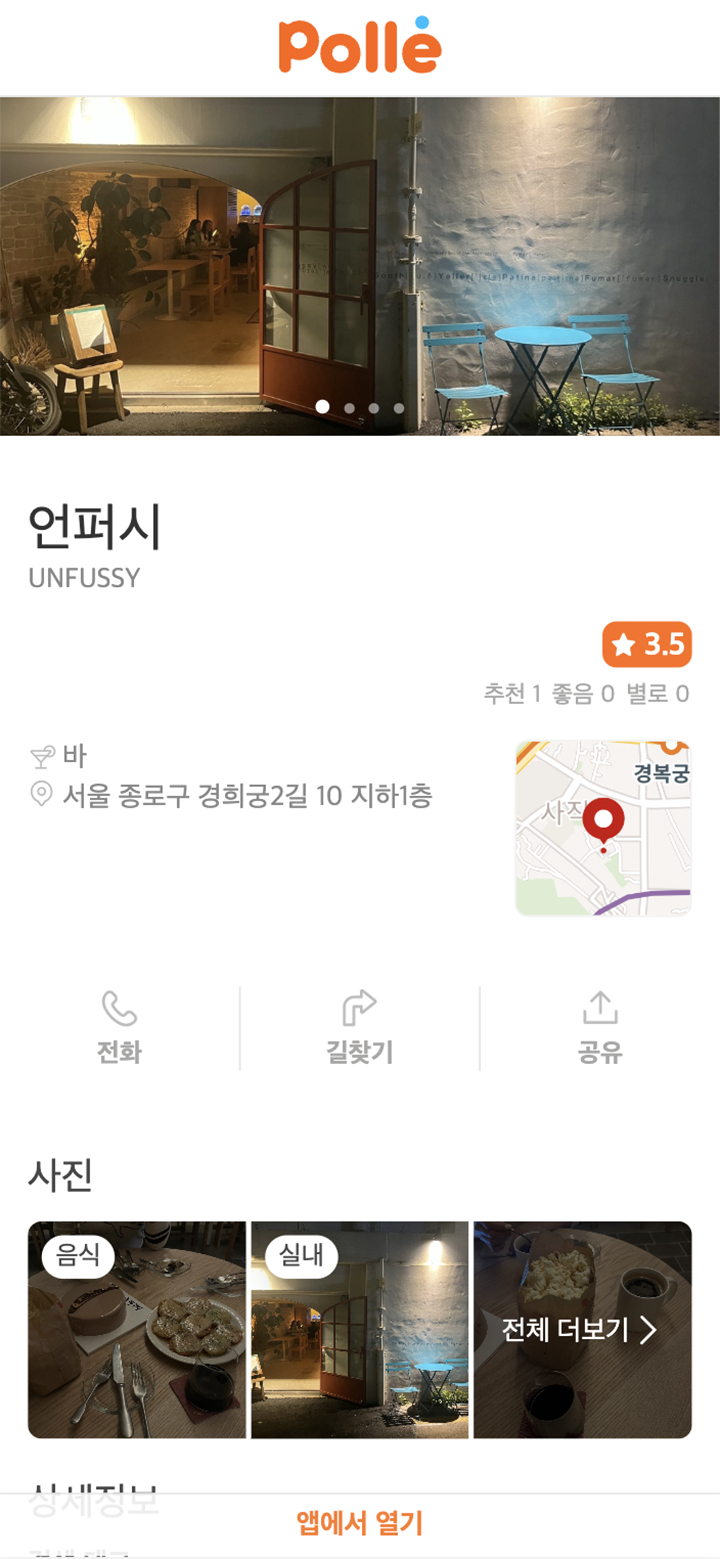 Polle
언퍼시
UNFUSSY
3.5
추천 1 좋음 0 별로 0
바
서울 종로구 경희궁2길 10 지하1층
경복궁
사직
전화
길찾기
공유
사진
음식
실내
전체 더보기
상세정보
앱에서 열기